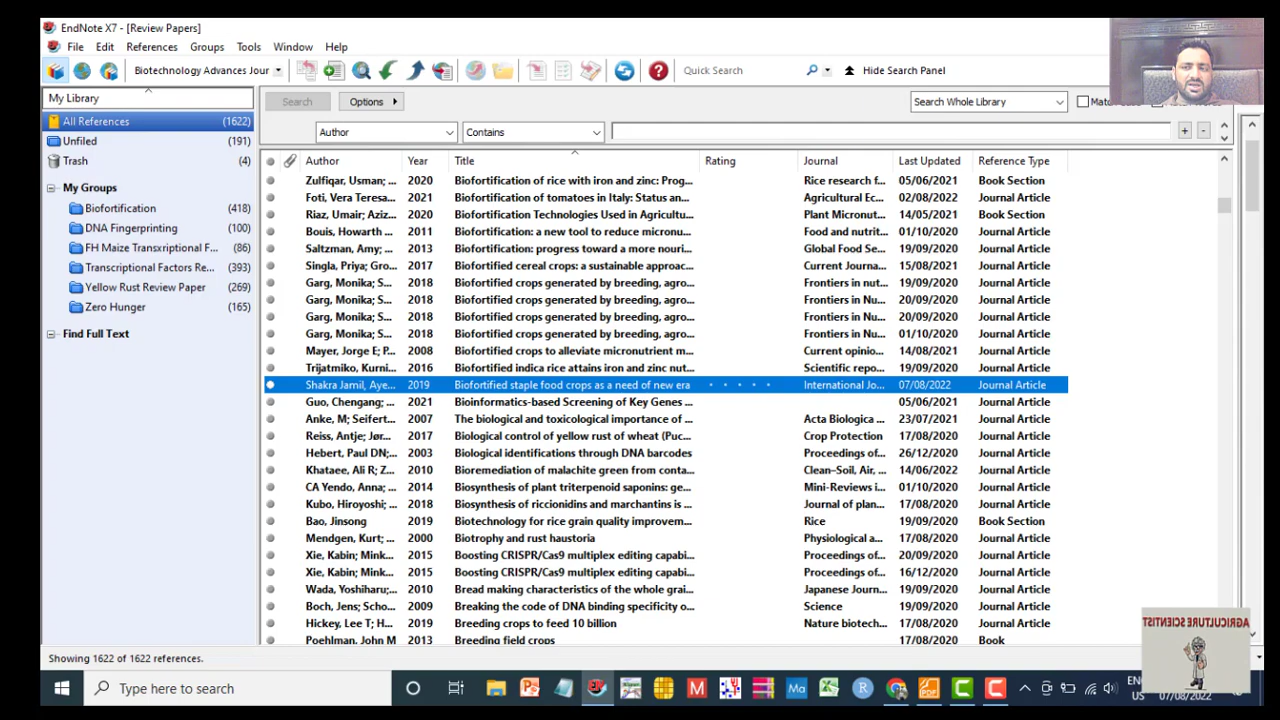 EndNote X7 - [Review Papers]
File Edit References Groups Tools Window Help
Biotechnology Advances Jour Quick Search Hide Search Panel
My Library
All References (1622)
Unfiled (191)
Trash (4)
My Groups
Biofortification (418)
DNA Fingerprinting (100)
FH Maize Transxriptional F... (86)
Transcriptional Factors Re... (393)
Yellow Rust Review Paper (269)
Zero Hunger (165)
Find Full Text
Search Options Search Whole Library
Author Contains + -
Author Year Title Rating Journal Last Updated Reference Type
Zulfiqar, Usman; ... 2020 Biofortification of rice with iron and zinc: Prog... Rice research f... 05/06/2021 Book Section
Foti, Vera Teresa... 2021 Biofortification of tomatoes in Italy: Status an... Agricultural Ec... 02/08/2022 Journal Article
Riaz, Umair; Aziz... 2020 Biofortification Technologies Used in Agricultu... Plant Micronut... 14/05/2021 Book Section
Bouis, Howarth ... 2011 Biofortification: a new tool to reduce micronu... Food and nutrit... 01/10/2020 Journal Article
Saltzman, Amy; ... 2013 Biofortification: progress toward a more nouri... Global Food Se... 19/09/2020 Journal Article
Singla, Priya; Gro... 2017 Biofortified cereal crops: a sustainable approac... Current Journa... 15/08/2021 Journal Article
Garg, Monika; S... 2018 Biofortified crops generated by breeding, agro... Frontiers in nut... 01/10/2020 Journal Article
Garg, Monika; S... 2018 Biofortified crops generated by breeding, agro... Frontiers in Nu... 20/09/2020 Journal Article
Garg, Monika; S... 2018 Biofortified crops generated by breeding, agro... Frontiers in Nu... 19/09/2020 Journal Article
Garg, Monika; S... 2018 Biofortified crops generated by breeding, agro... Frontiers in Nu... 01/10/2020 Journal Article
Mayer, Jorge E; P... 2008 Biofortified crops to alleviate micronutrient m... Current opinio... 14/08/2021 Journal Article
Trijatmiko, Kurni... 2016 Biofortified indica rice attains iron and zinc nut... Scientific repo... 19/09/2020 Journal Article
Shakra Jamil, Aye... 2019 Biofortified staple food crops as a need of new era International Jo... 07/08/2022 Journal Article
Guo, Chengang; ... 2021 Bioinformatics-based Screening of Key Genes ... 05/06/2021 Journal Article
Anke, M; Seifert... 2007 The biological and toxicological importance of ... Acta Biologica ... 23/07/2021 Journal Article
Reiss, Antje; Jør... 2017 Biological control of yellow rust of wheat (Puc... Crop Protection 17/08/2020 Journal Article
Hebert, Paul DN; ... 2003 Biological identifications through DNA barcodes Proceedings of... 26/12/2020 Journal Article
Khataee, Ali R; Z... 2010 Bioremediation of malachite green from conta... Clean–Soil, Air, ... 14/06/2022 Journal Article
CA Yendo, Anna; ... 2014 Biosynthesis of plant triterpenoid saponins: ge... Mini-Reviews i... 01/10/2020 Journal Article
Kubo, Hiroyoshi; ... 2018 Biosynthesis of riccionidins and marchantins is ... Journal of plan... 17/08/2020 Journal Article
Bao, Jinsong 2019 Biotechnology for rice grain quality improvem... Rice 19/09/2020 Book Section
Mendgen, Kurt; ... 2000 Biotrophy and rust haustoria Physiological a... 17/08/2020 Journal Article
Xie, Kabin; Mink... 2015 Boosting CRISPR/Cas9 multiplex editing capabi... Proceedings of... 20/09/2020 Journal Article
Xie, Kabin; Mink... 2015 Boosting CRISPR/Cas9 multiplex editing capabi... Proceedings of... 16/12/2020 Journal Article
Wada, Yoshiharu; ... 2010 Bread making characteristics of the whole grai... Japanese Journ... 19/09/2020 Journal Article
Boch, Jens; Scho... 2009 Breaking the code of DNA binding specificity o... Science 19/09/2020 Journal Article
Hickey, Lee T; H... 2019 Breeding crops to feed 10 billion Nature biotech... 17/08/2020 Journal Article
Poehlman, John M 2013 Breeding field crops 17/08/2020 Book
AGRICULTURE SCIENTIST
Showing 1622 of 1622 references.
Type here to search
07/08/2022